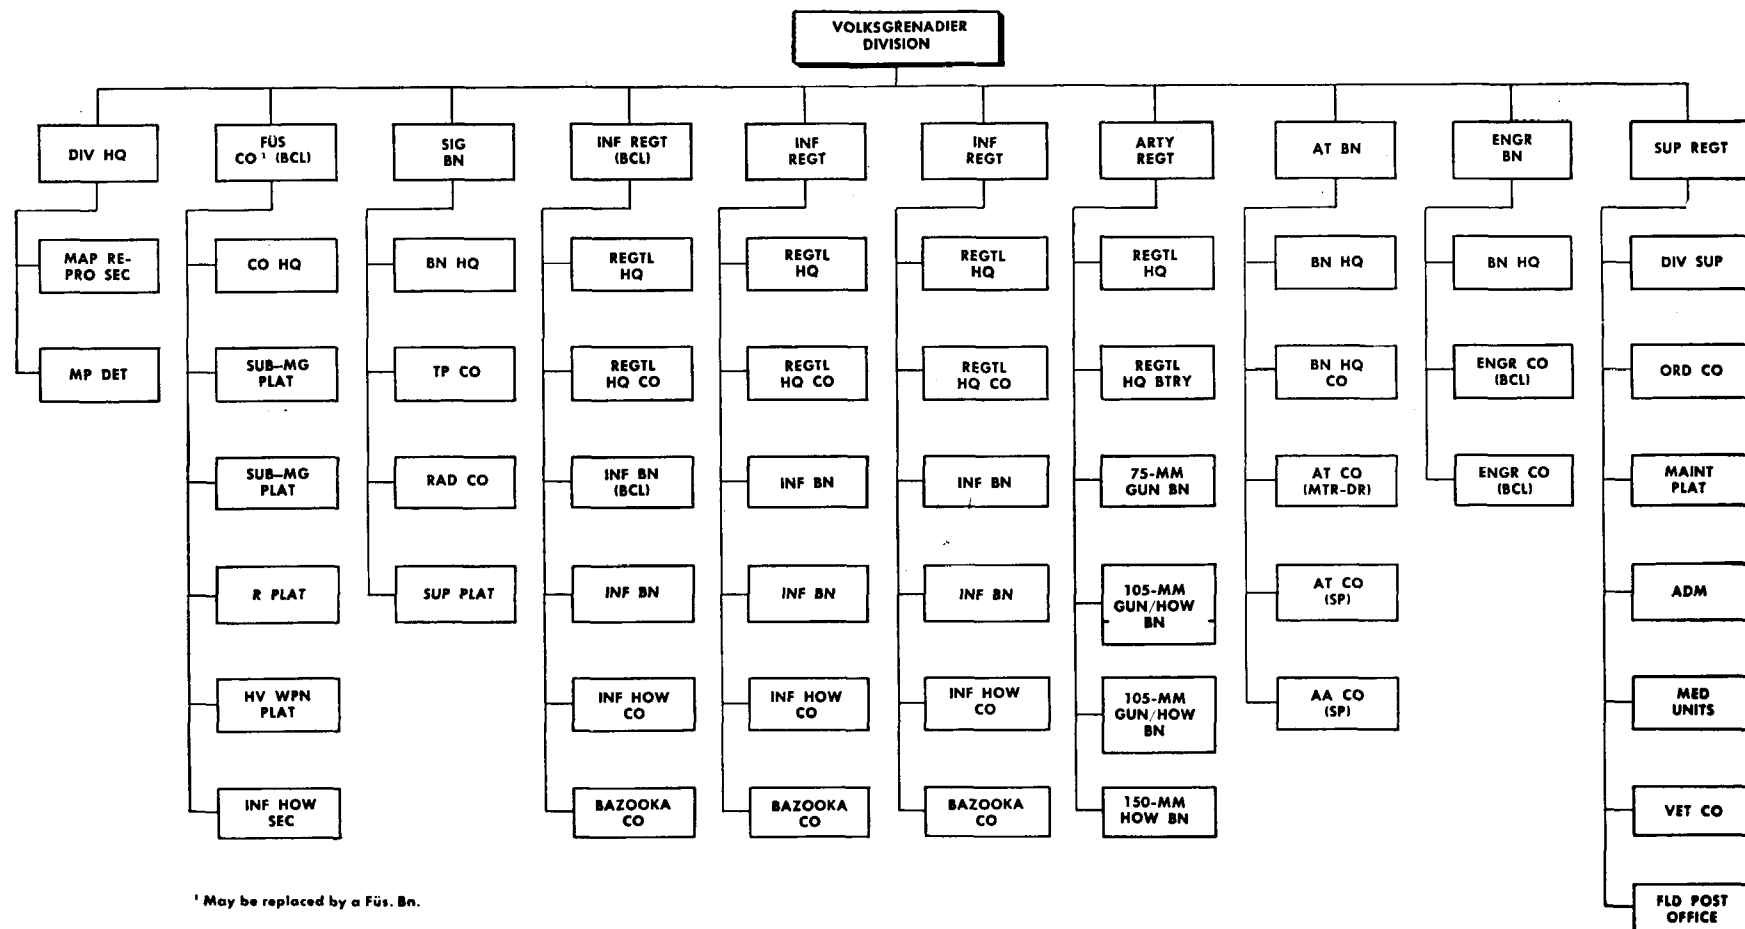 VOLKSGRENADIER
DIVISION
DIV HQ
FÜS
CO¹ (BCL)
SIG
BN
INF REGT
(BCL)
INF
REGT
INF
REGT
ARTY
REGT
AT BN
ENGR
BN
SUP REGT
MAP RE-
PRO SEC
MP DET
CO HQ
SUB-MG
PLAT
SUB-MG
PLAT
R PLAT
HV WPN
PLAT
INF HOW
SEC
BN HQ
TP CO
RAD CO
SUP PLAT
REGTL
HQ
REGTL
HQ CO
INF BN
(BCL)
INF BN
INF HOW
CO
BAZOOKA
CO
REGTL
HQ
REGTL
HQ CO
INF BN
INF BN
INF HOW
CO
BAZOOKA
CO
REGTL
HQ
REGTL
HQ CO
INF BN
INF BN
INF HOW
CO
BAZOOKA
CO
REGTL
HQ
REGTL
HQ BTRY
75-MM
GUN BN
105-MM
GUN/HOW
BN
105-MM
GUN/HOW
BN
150-MM
HOW BN
BN HQ
BN HQ
CO
AT CO
(MTR-DR)
AT CO
(SP)
AA CO
(SP)
BN HQ
ENGR CO
(BCL)
ENGR CO
(BCL)
DIV SUP
ORD CO
MAINT
PLAT
ADM
MED
UNITS
VET CO
FLD POST
OFFICE
¹ May be replaced by a Füs. Bn.